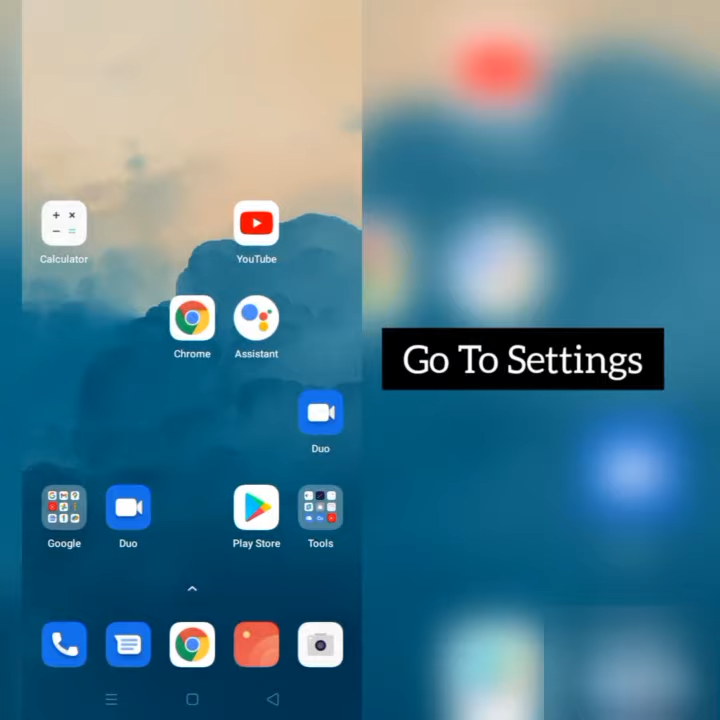 Calculator
YouTube
Chrome
Assistant
Duo
Google
Duo
Play Store
Tools
Go To Settings